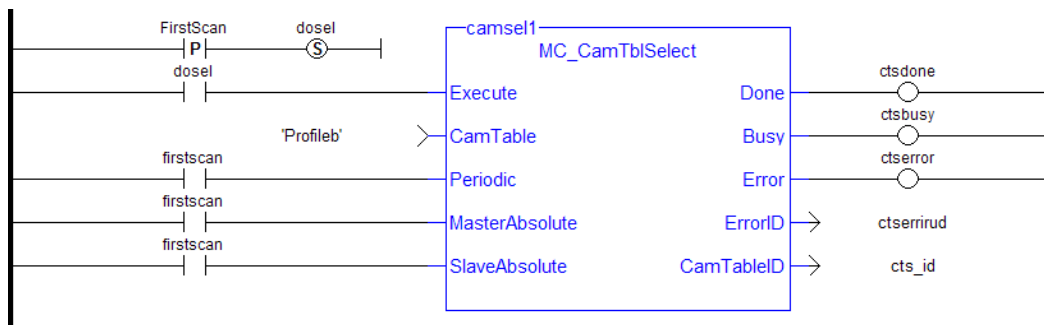 FirstScan dosel
P S
camsel1
MC_CamTblSelect
dosel
Execute Done ctsdone
'Profileb' CamTable Busy ctsbusy
firstscan Periodic Error ctserror
firstscan MasterAbsolute ErrorID ctserrirud
firstscan SlaveAbsolute CamTableID cts_id